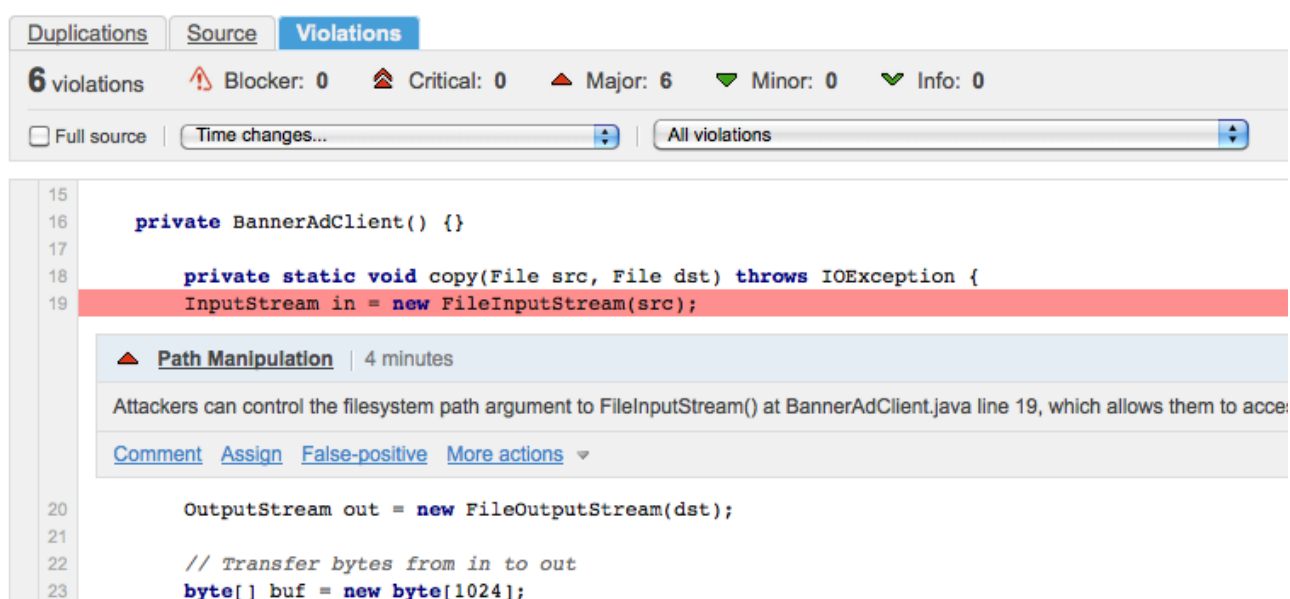 Duplications Source Violations
6 violations Blocker: 0 Critical: 0 Major: 6 Minor: 0 Info: 0
Full source Time changes... All violations
15
16 private BannerAdClient() {}
17
18 private static void copy(File src, File dst) throws IOException {
19 InputStream in = new FileInputStream(src);
Path Manipulation 4 minutes
Attackers can control the filesystem path argument to FileInputStream() at BannerAdClient.java line 19, which allows them to acce
Comment Assign False-positive More actions
20 OutputStream out = new FileOutputStream(dst);
21
22 // Transfer bytes from in to out
23 byte[] buf = new byte[1024];